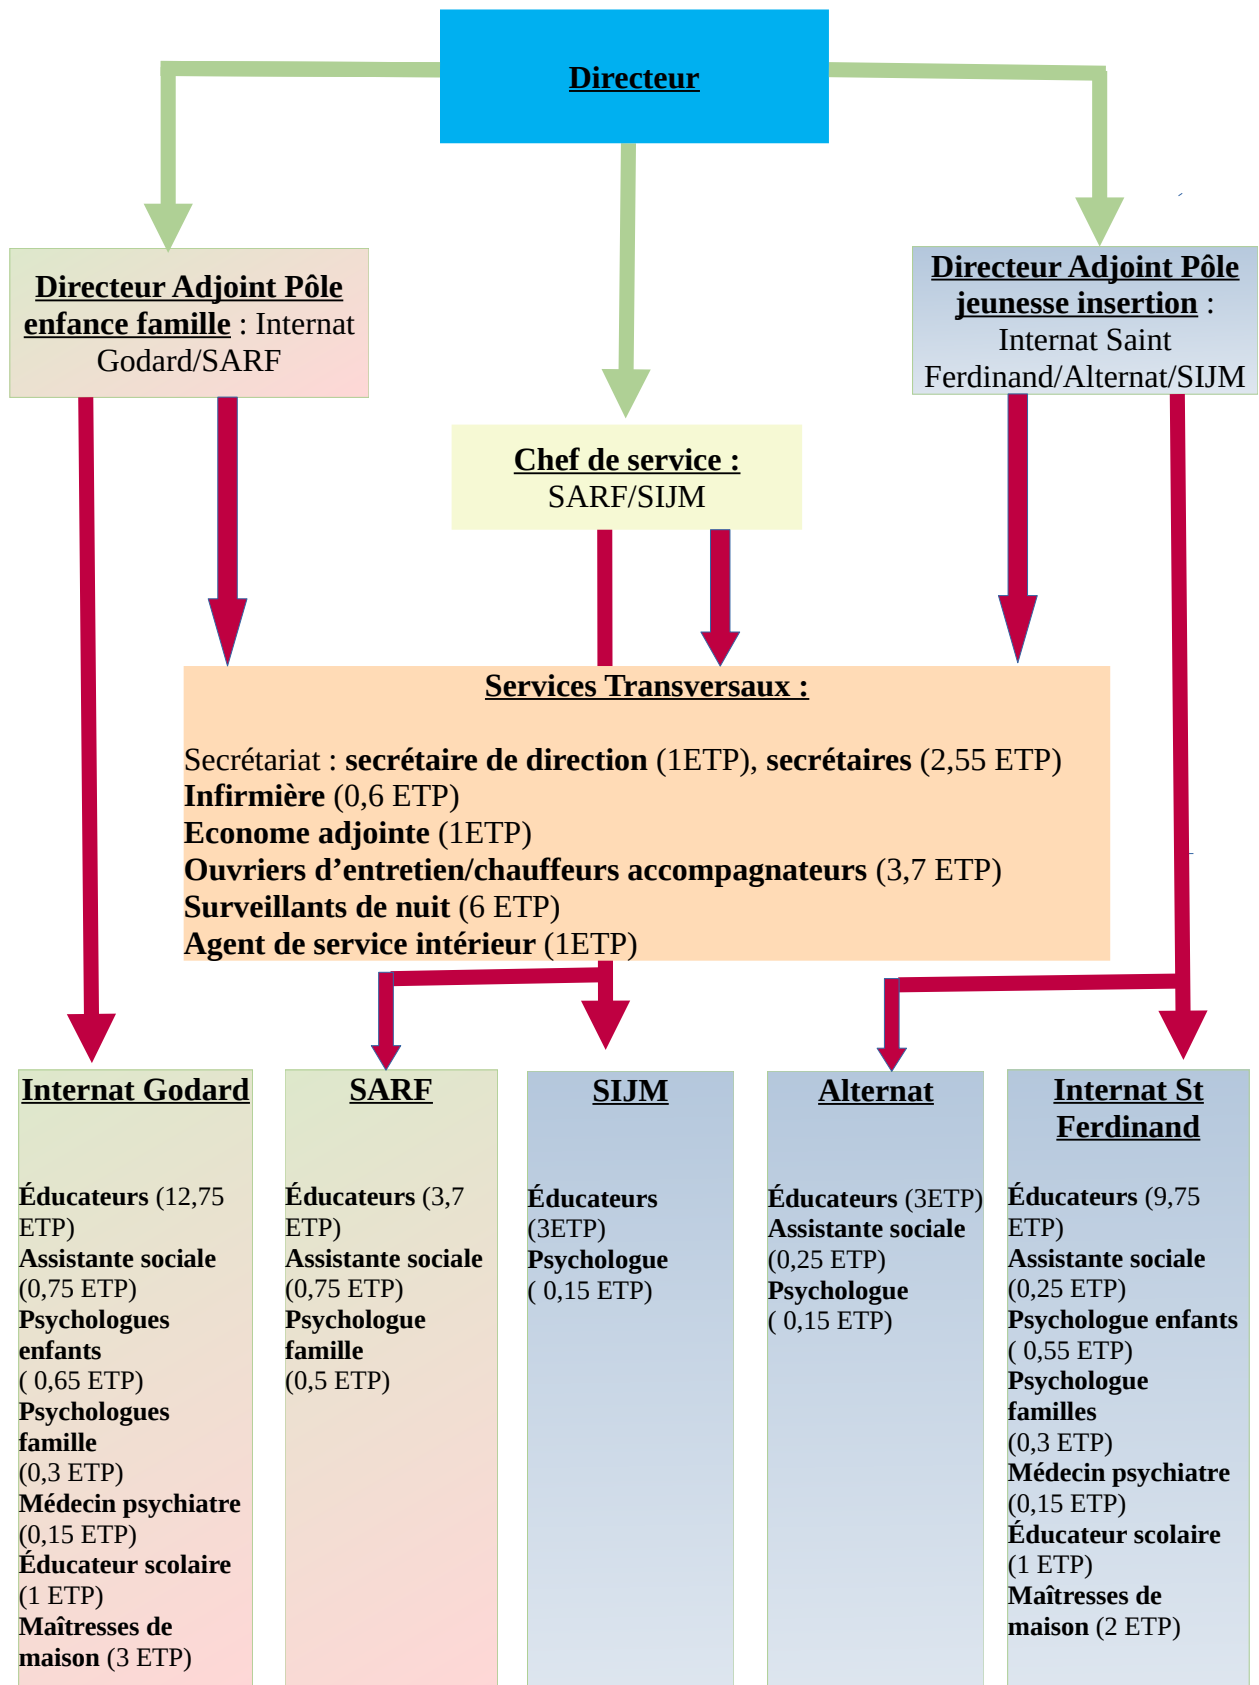 Directeur
Directeur Adjoint Pôle
enfance famille : Internat
Godard/SARF
Directeur Adjoint Pôle
jeunesse insertion :
Internat Saint
Ferdinand/Alternat/SIJM
Chef de service :
SARF/SIJM
Services Transversaux :
Secrétariat : secrétaire de direction (1ETP), secrétaires (2,55 ETP)
Infirmière (0,6 ETP)
Econome adjointe (1ETP)
Ouvriers d’entretien/chauffeurs accompagnateurs (3,7 ETP)
Surveillants de nuit (6 ETP)
Agent de service intérieur (1ETP)
Internat Godard
Éducateurs (12,75
ETP)
Assistante sociale
(0,75 ETP)
Psychologues
enfants
( 0,65 ETP)
Psychologues
famille
(0,3 ETP)
Médecin psychiatre
(0,15 ETP)
Éducateur scolaire
(1 ETP)
Maîtresses de
maison (3 ETP)
SARF
Éducateurs (3,7
ETP)
Assistante sociale
(0,75 ETP)
Psychologue
famille
(0,5 ETP)
SIJM
Éducateurs
(3ETP)
Psychologue
( 0,15 ETP)
Alternat
Éducateurs (3ETP)
Assistante sociale
(0,25 ETP)
Psychologue
( 0,15 ETP)
Internat St
Ferdinand
Éducateurs (9,75
ETP)
Assistante sociale
(0,25 ETP)
Psychologue enfants
( 0,55 ETP)
Psychologue
familles
(0,3 ETP)
Médecin psychiatre
(0,15 ETP)
Éducateur scolaire
(1 ETP)
Maîtresses de
maison (2 ETP)